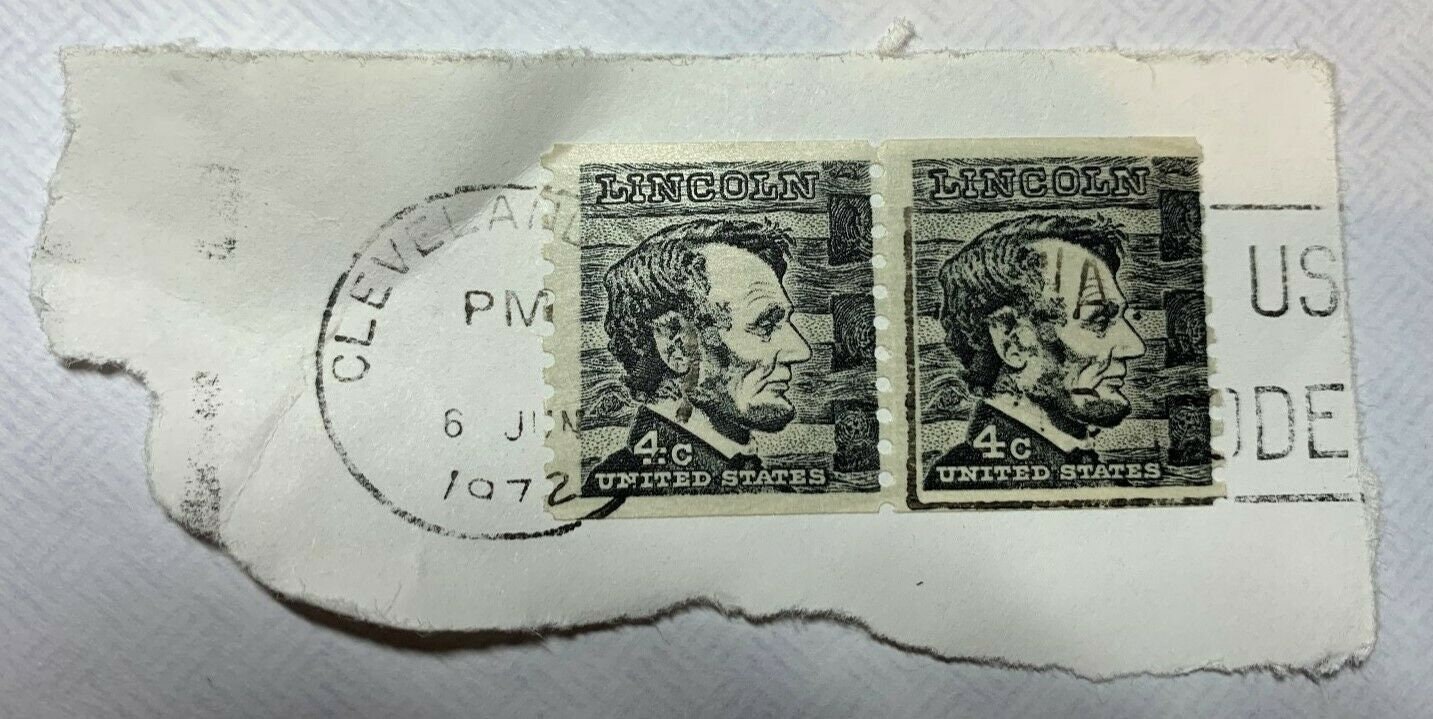 CLEVELAND
PM
6 JUN
1972
LINCOLN
4c
UNITED STATES
LINCOLN
4c
UNITED STATES
US
ODE